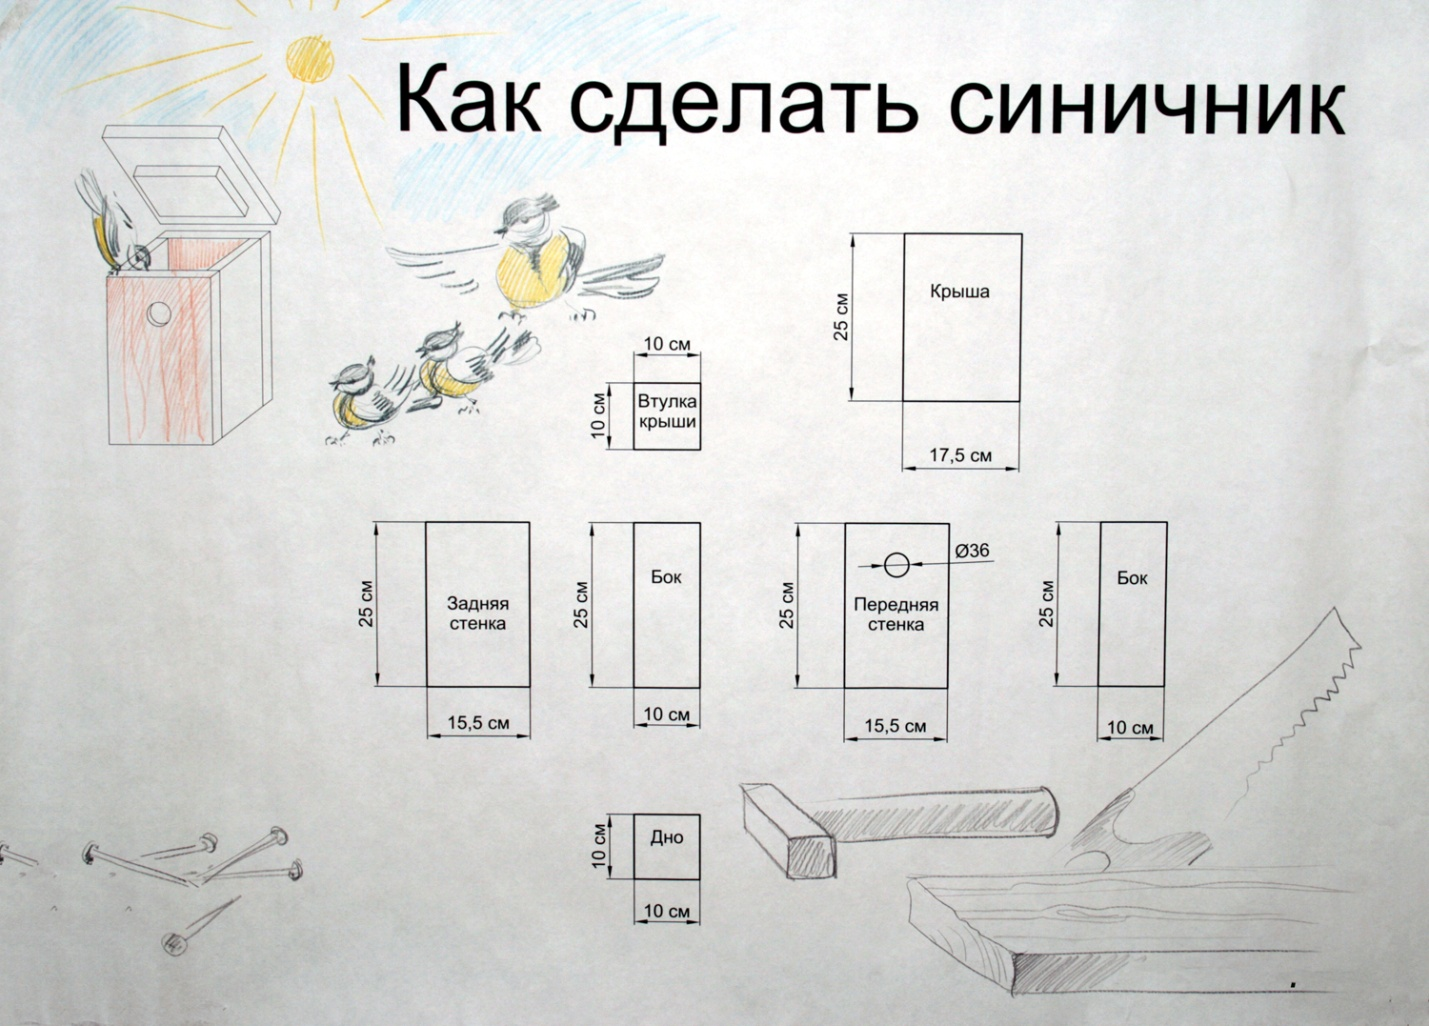 Как сделать синичник
Крыша
25 см
17,5 см
10 см
10 см
Втулка
крыши
25 см
Задняя
стенка
15,5 см
25 см
Бок
10 см
25 см
Ø36
Передняя
стенка
15,5 см
25 см
Бок
10 см
10 см
Дно
10 см